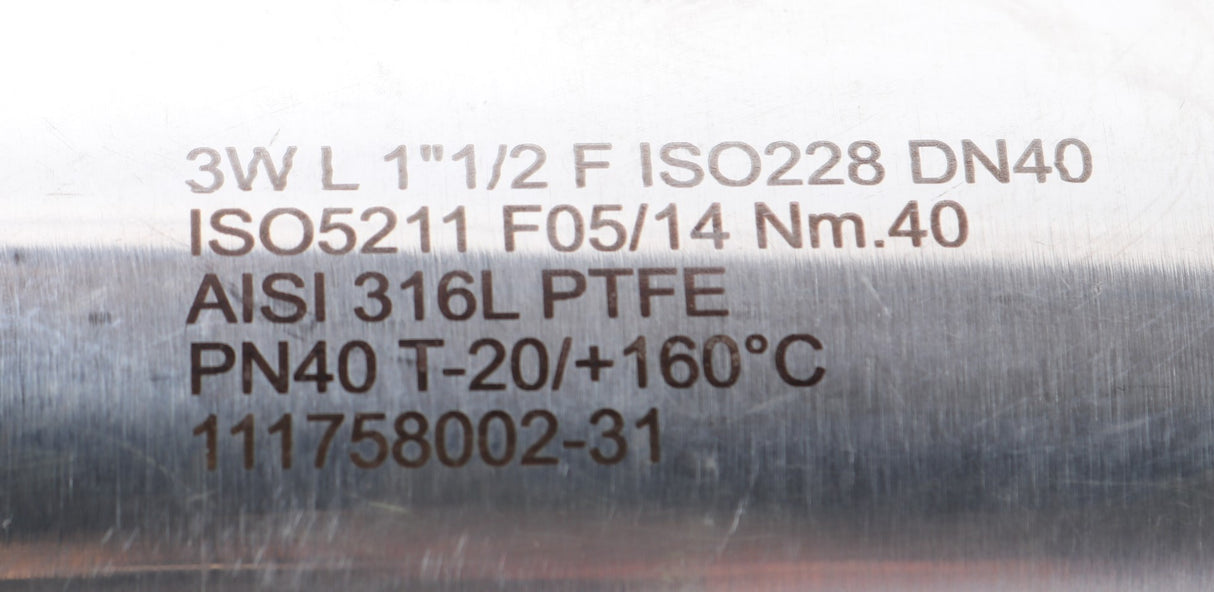 3W L 1"1/2 F ISO228 DN40
ISO5211 F05/14 Nm.40
AISI 316L PTFE
PN40 T-20/+160°C
111758002-31